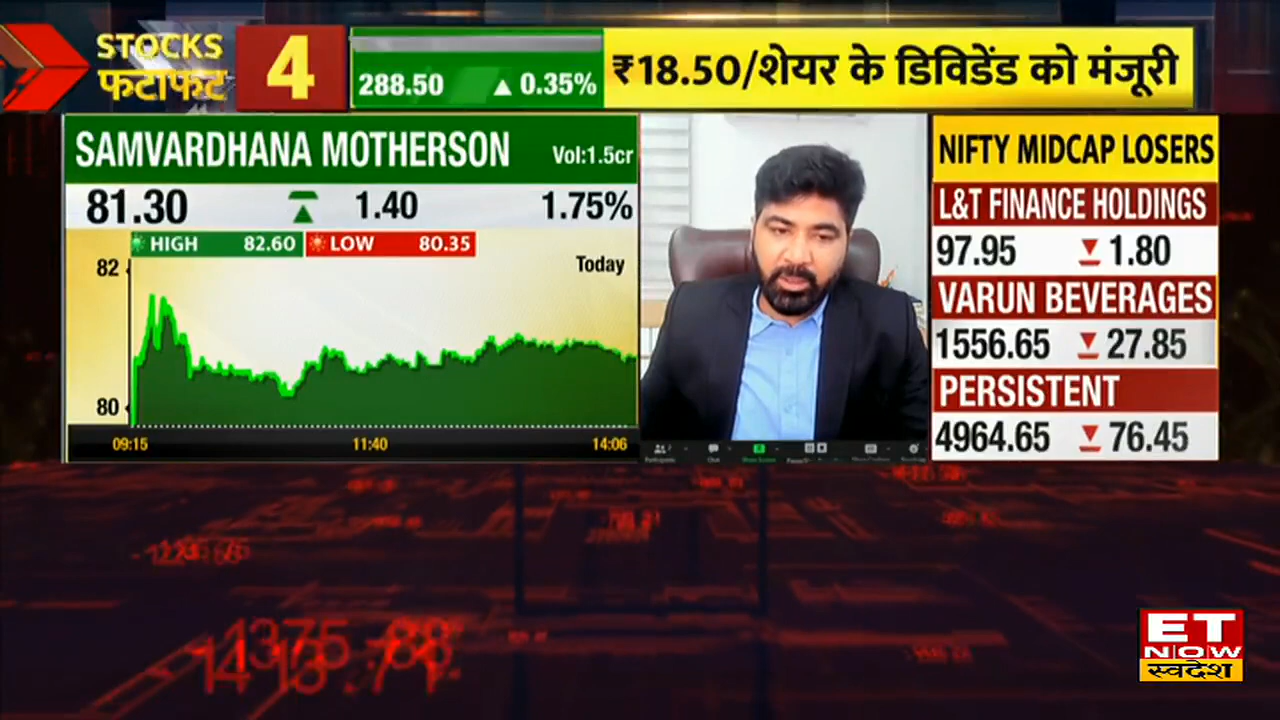 STOCKS
फटाफट
4
288.50 ▲ 0.35%
₹18.50/शेयर के डिविडेंड को मंजूरी
SAMVARDHANA MOTHERSON Vol:1.5cr
81.30 1.40 1.75%
HIGH 82.60 LOW 80.35
Today
82
80
09:15 11:40 14:06
NIFTY MIDCAP LOSERS
L&T FINANCE HOLDINGS
97.95 1.80
VARUN BEVERAGES
1556.65 27.85
PERSISTENT
4964.65 76.45
ET
NOW
स्वदेश